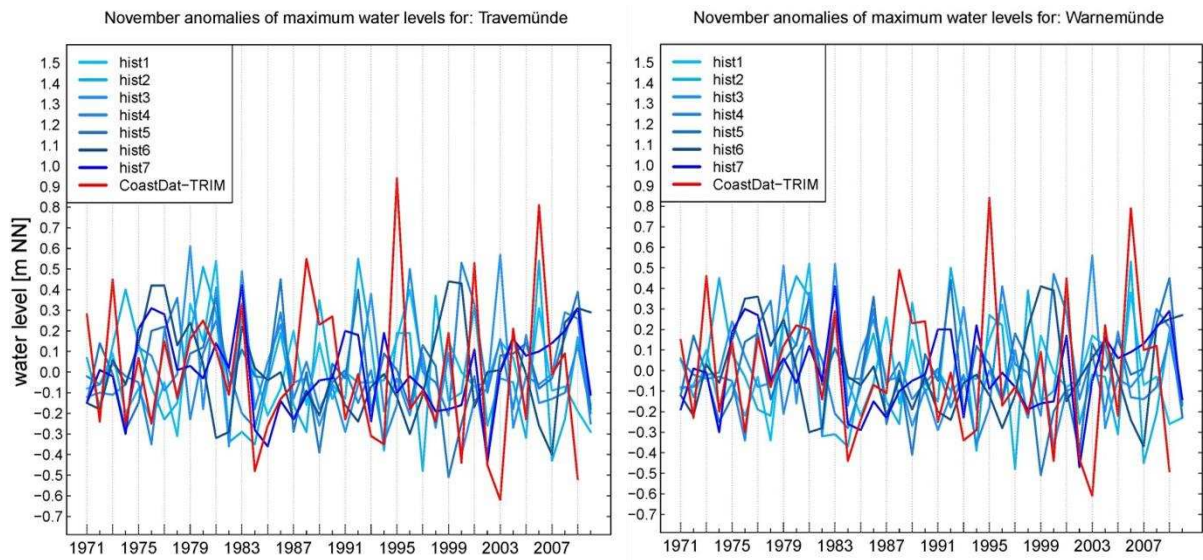 November anomalies of maximum water levels for: Travemünde
1.5
1.4
1.3
1.2
1.1
1.0
0.9
0.8
0.7
0.6
0.5
0.4
0.3
0.2
0.1
0.0
−0.1
−0.2
−0.3
−0.4
−0.5
−0.6
−0.7
water level [m NN]
hist1
hist2
hist3
hist4
hist5
hist6
hist7
CoastDat−TRIM
1971 1975 1979 1983 1987 1991 1995 1999 2003 2007
November anomalies of maximum water levels for: Warnemünde
1.5
1.4
1.3
1.2
1.1
1.0
0.9
0.8
0.7
0.6
0.5
0.4
0.3
0.2
0.1
0.0
−0.1
−0.2
−0.3
−0.4
−0.5
−0.6
−0.7
hist1
hist2
hist3
hist4
hist5
hist6
hist7
CoastDat−TRIM
1971 1975 1979 1983 1987 1991 1995 1999 2003 2007